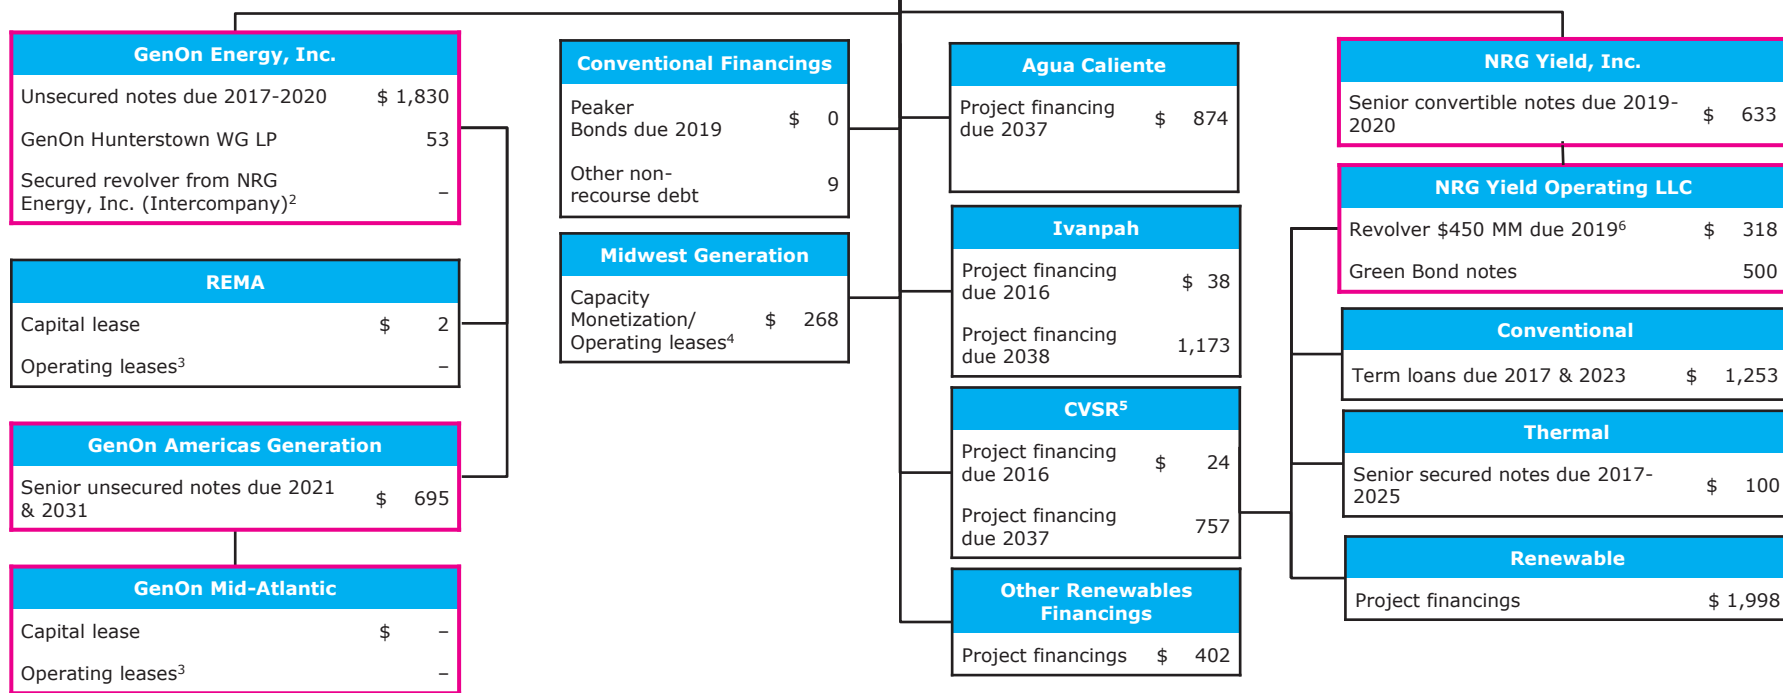 GenOn Energy, Inc.
Unsecured notes due 2017-2020 $ 1,830
GenOn Hunterstown WG LP 53
Secured revolver from NRG
Energy, Inc. (Intercompany)2 –
REMA
Capital lease $ 2
Operating leases3 –
GenOn Americas Generation
Senior unsecured notes due 2021
& 2031 $ 695
GenOn Mid-Atlantic
Capital lease $ –
Operating leases3 –
Conventional Financings
Peaker
Bonds due 2019 $ 0
Other non-
recourse debt 9
Midwest Generation
Capacity
Monetization/ $ 268
Operating leases4
Agua Caliente
Project financing
due 2037 $ 874
Ivanpah
Project financing
due 2016 $ 38
Project financing
due 2038 1,173
CVSR5
Project financing
due 2016 $ 24
Project financing
due 2037 757
Other Renewables
Financings
Project financings $ 402
NRG Yield, Inc.
Senior convertible notes due 2019-
2020 $ 633
NRG Yield Operating LLC
Revolver $450 MM due 20196 $ 318
Green Bond notes 500
Conventional
Term loans due 2017 & 2023 $ 1,253
Thermal
Senior secured notes due 2017-
2025 $ 100
Renewable
Project financings $ 1,998